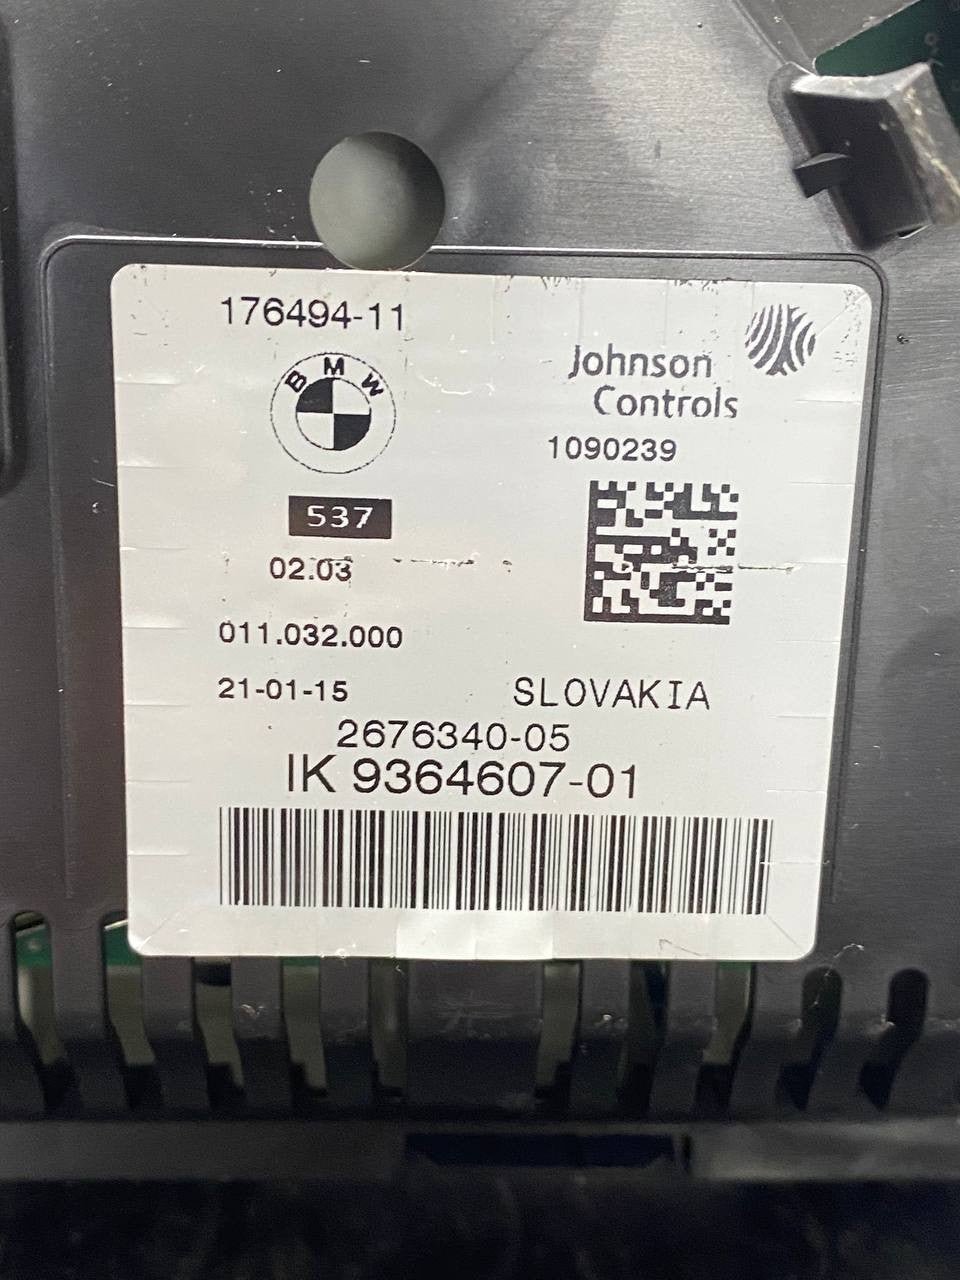 176494-11
BMW
Johnson
Controls
1090239
537
02.03
011.032.000
21-01-15
SLOVAKIA
2676340-05
IK 9364607-01